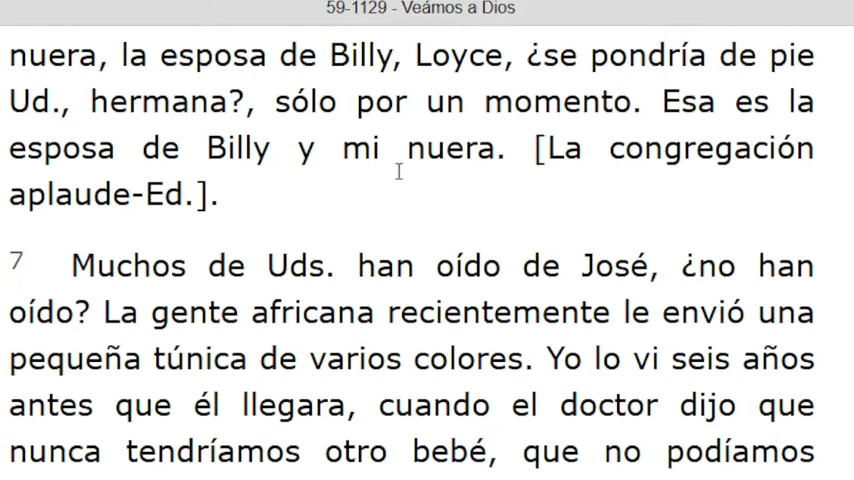 59-1129 - Veámos a Dios
nuera, la esposa de Billy, Loyce, ¿se pondría de pie
Ud., hermana?, sólo por un momento. Esa es la
esposa de Billy y mi nuera. [La congregación
aplaude-Ed.].
7 Muchos de Uds. han oído de José, ¿no han
oído? La gente africana recientemente le envió una
pequeña túnica de varios colores. Yo lo vi seis años
antes que él llegara, cuando el doctor dijo que
nunca tendríamos otro bebé, que no podíamos